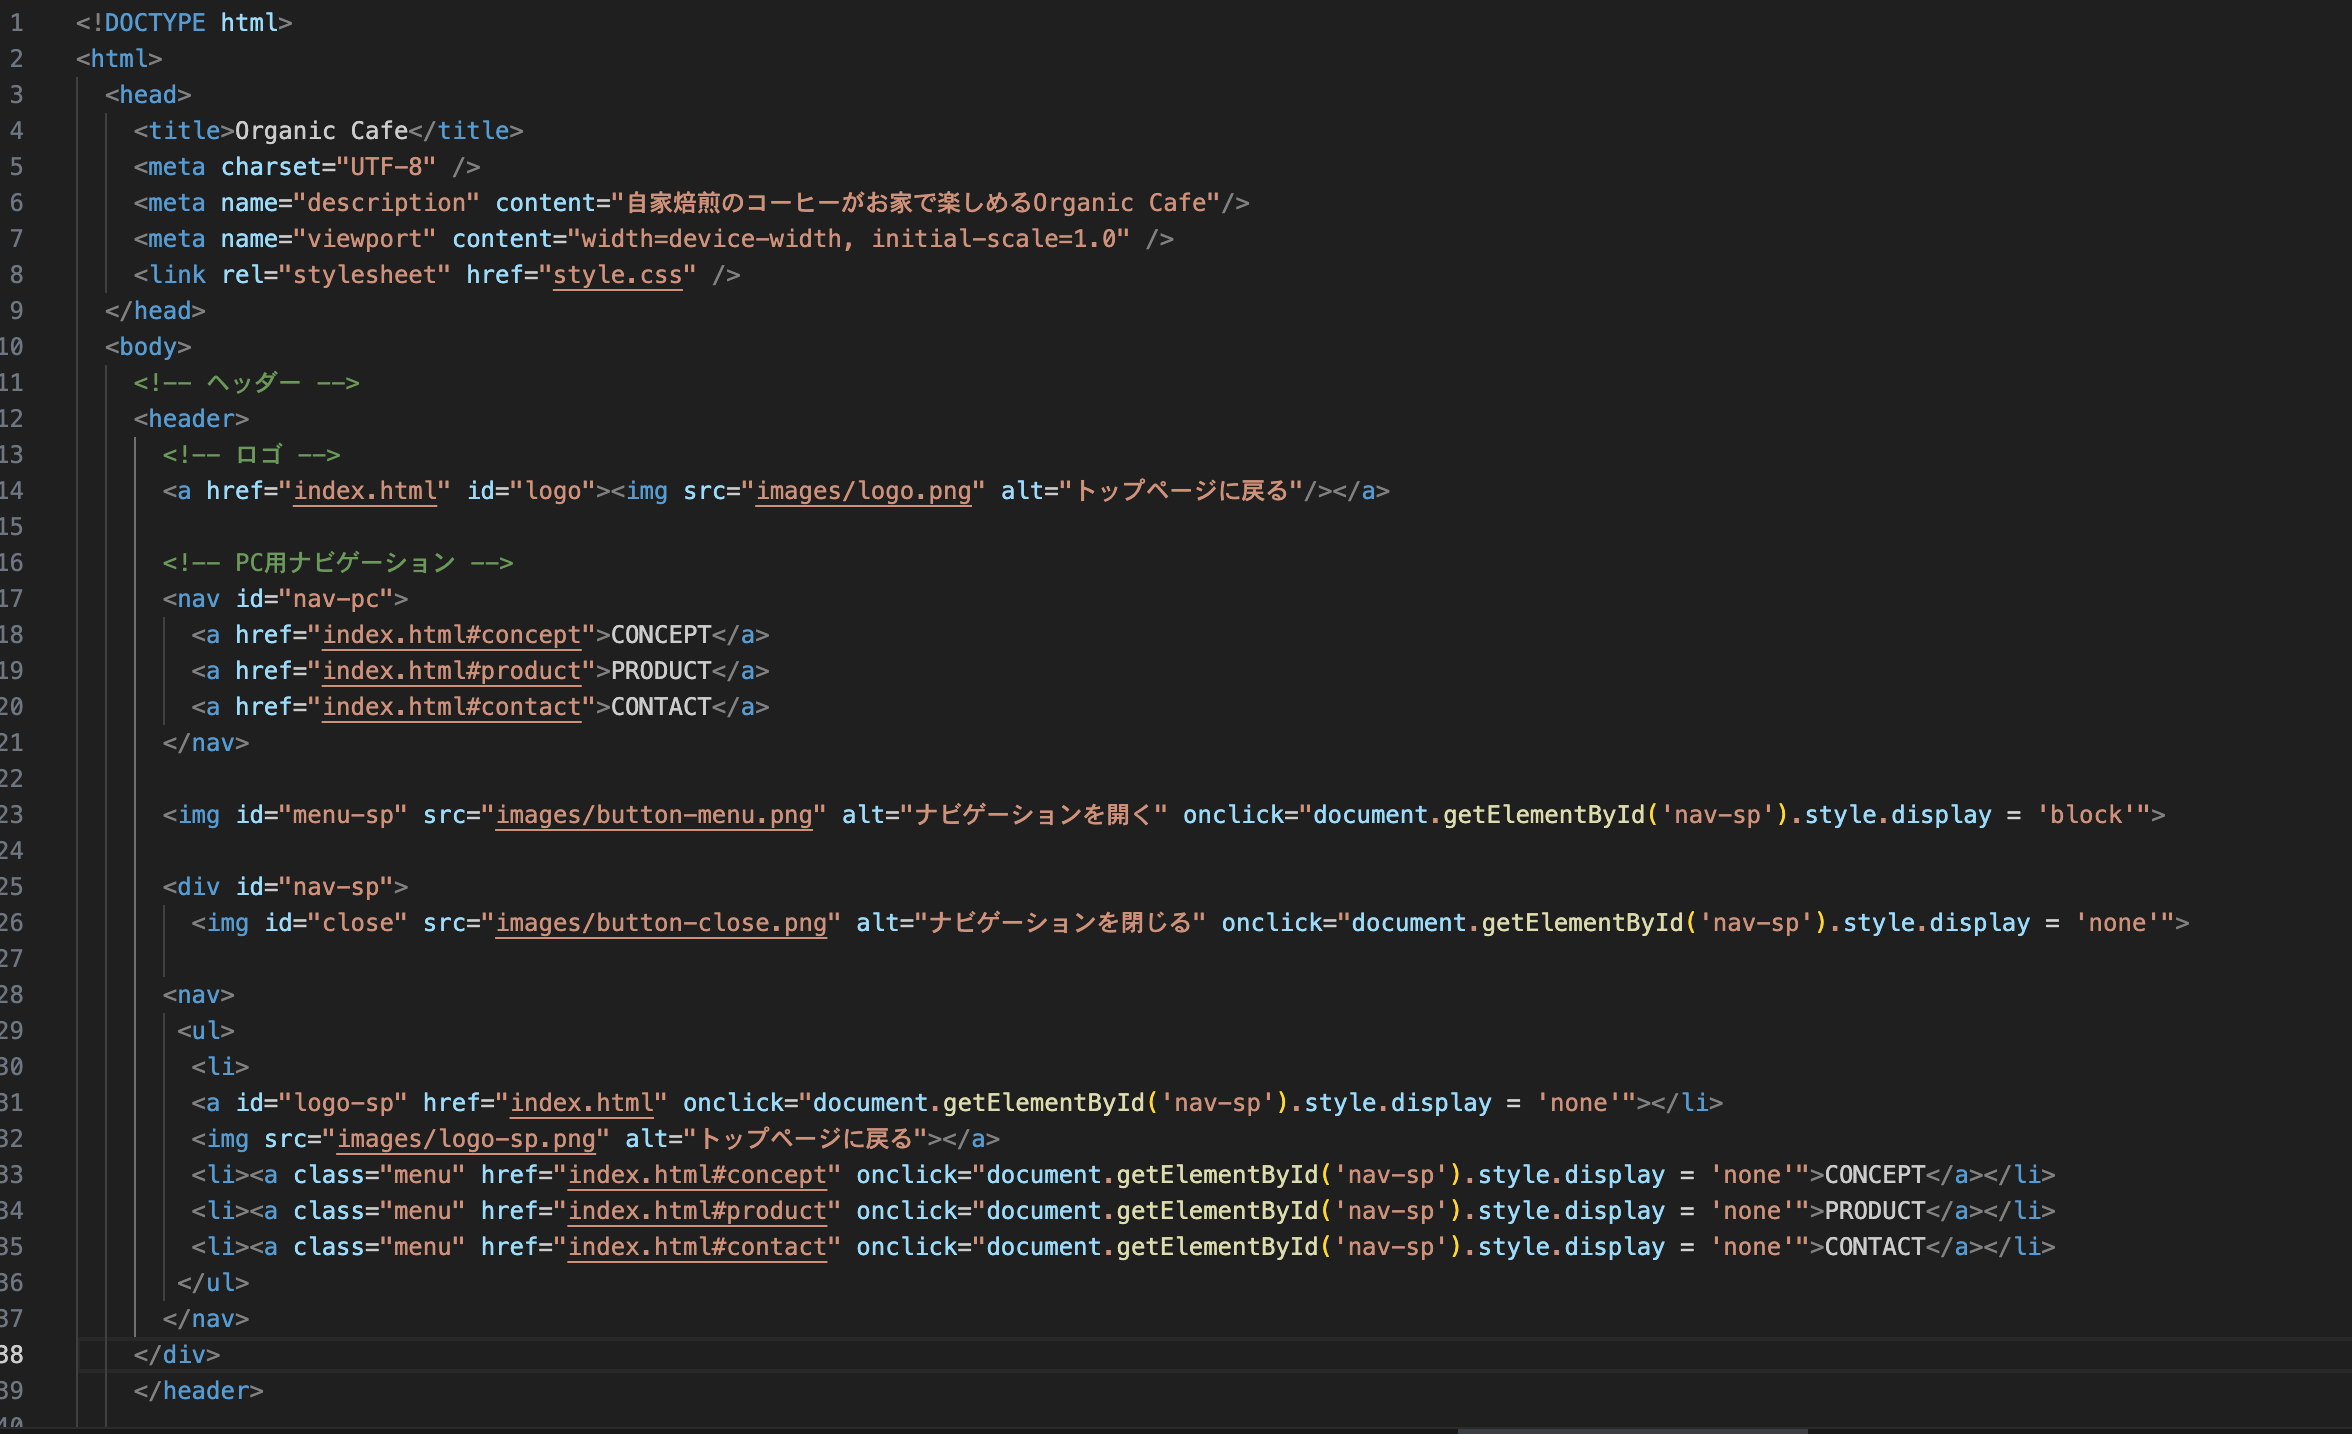 1 <!DOCTYPE html>
2 <html>
3   <head>
4     <title>Organic Cafe</title>
5     <meta charset="UTF-8" />
6     <meta name="description" content="自家焙煎のコーヒーがお家で楽しめるOrganic Cafe"/>
7     <meta name="viewport" content="width=device-width, initial-scale=1.0" />
8     <link rel="stylesheet" href="style.css" />
9   </head>
10   <body>
11     <!-- ヘッダー -->
12     <header>
13       <!-- ロゴ -->
14       <a href="index.html" id="logo"><img src="images/logo.png" alt="トップページに戻る"/></a>
15
16       <!-- PC用ナビゲーション -->
17       <nav id="nav-pc">
18         <a href="index.html#concept">CONCEPT</a>
19         <a href="index.html#product">PRODUCT</a>
20         <a href="index.html#contact">CONTACT</a>
21       </nav>
22
23       <img id="menu-sp" src="images/button-menu.png" alt="ナビゲーションを開く" onclick="document.getElementById('nav-sp').style.display = 'block'">
24
25       <div id="nav-sp">
26         <img id="close" src="images/button-close.png" alt="ナビゲーションを閉じる" onclick="document.getElementById('nav-sp').style.display = 'none'">
27
28       <nav>
29        <ul>
30         <li>
31         <a id="logo-sp" href="index.html" onclick="document.getElementById('nav-sp').style.display = 'none'"></li>
32         <img src="images/logo-sp.png" alt="トップページに戻る"></a>
33         <li><a class="menu" href="index.html#concept" onclick="document.getElementById('nav-sp').style.display = 'none'">CONCEPT</a></li>
34         <li><a class="menu" href="index.html#product" onclick="document.getElementById('nav-sp').style.display = 'none'">PRODUCT</a></li>
35         <li><a class="menu" href="index.html#contact" onclick="document.getElementById('nav-sp').style.display = 'none'">CONTACT</a></li>
36        </ul>
37       </nav>
38     </div>
39     </header>
40